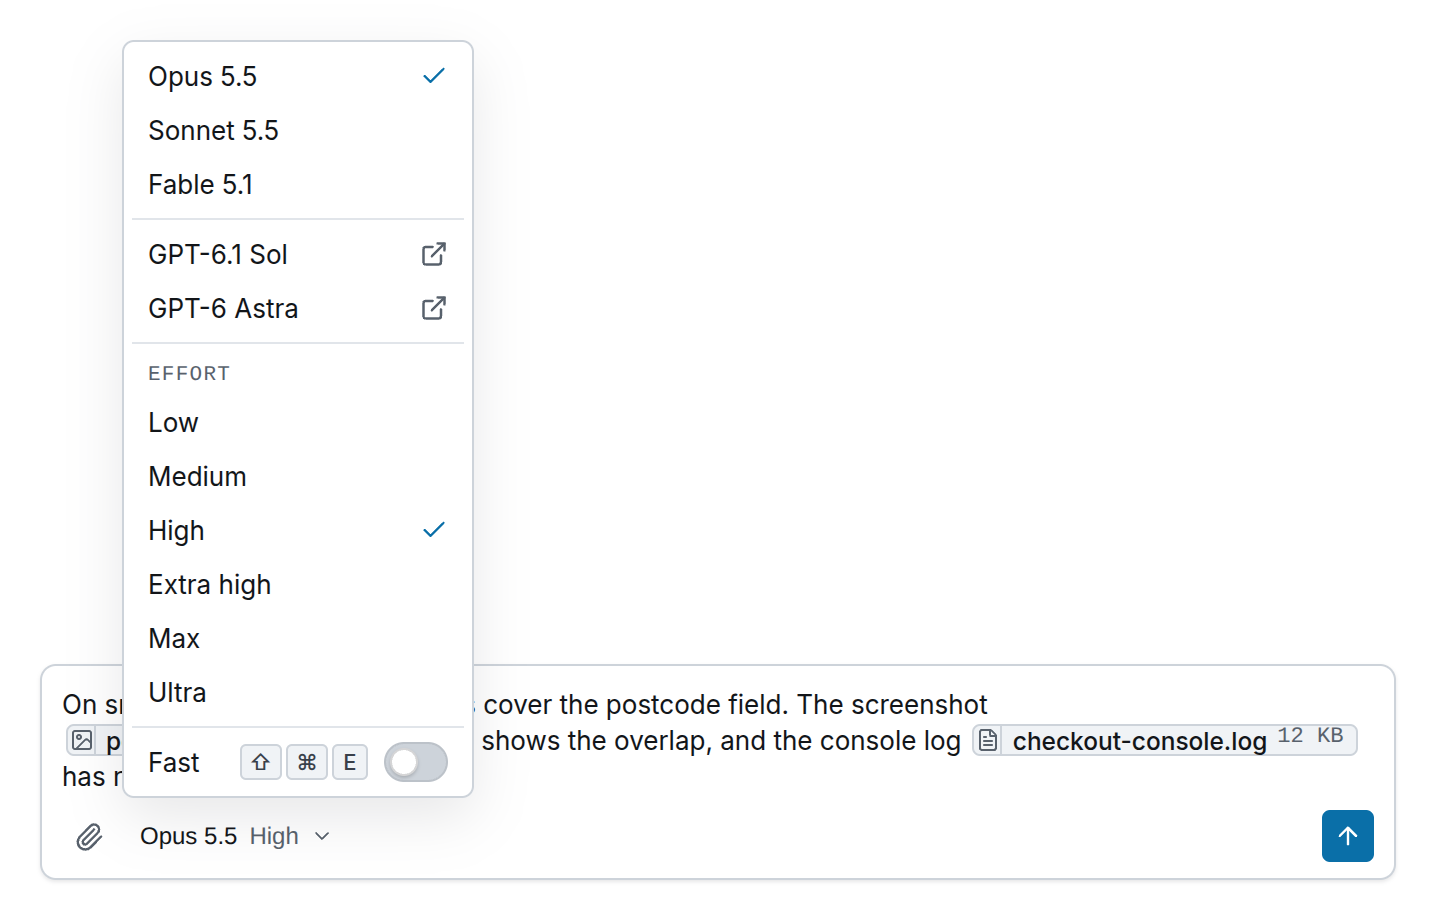 Opus 5.5
Sonnet 5.5
Fable 5.1
GPT-6.1 Sol
GPT-6 Astra
EFFORT
Low
Medium
High
Extra high
Max
Ultra
Fast ⇧ ⌘ E
On cover the postcode field. The screenshot
shows the overlap, and the console log checkout-console.log 12 KB
has
Opus 5.5 High